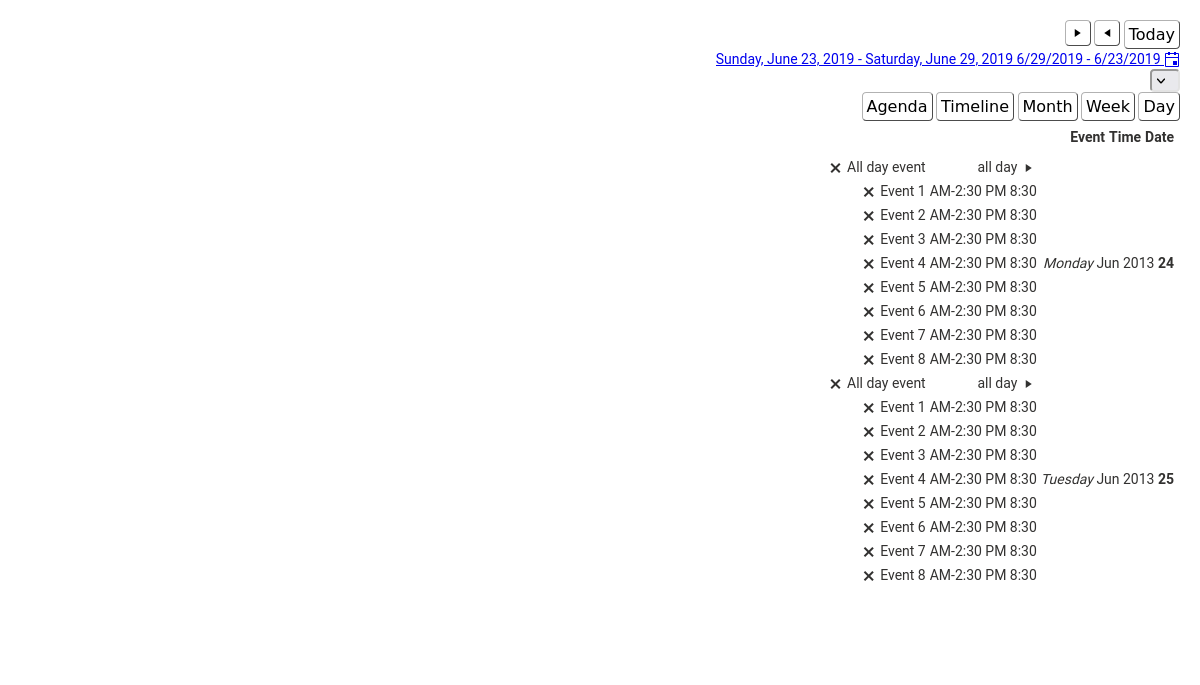 Today
Sunday, June 23, 2019 - Saturday, June 29, 2019 6/29/2019 - 6/23/2019
Agenda Timeline Month Week Day
Event Time Date
All day event all day
Event 1 AM-2:30 PM 8:30
Event 2 AM-2:30 PM 8:30
Event 3 AM-2:30 PM 8:30
Event 4 AM-2:30 PM 8:30 Monday Jun 2013 24
Event 5 AM-2:30 PM 8:30
Event 6 AM-2:30 PM 8:30
Event 7 AM-2:30 PM 8:30
Event 8 AM-2:30 PM 8:30
All day event all day
Event 1 AM-2:30 PM 8:30
Event 2 AM-2:30 PM 8:30
Event 3 AM-2:30 PM 8:30
Event 4 AM-2:30 PM 8:30 Tuesday Jun 2013 25
Event 5 AM-2:30 PM 8:30
Event 6 AM-2:30 PM 8:30
Event 7 AM-2:30 PM 8:30
Event 8 AM-2:30 PM 8:30